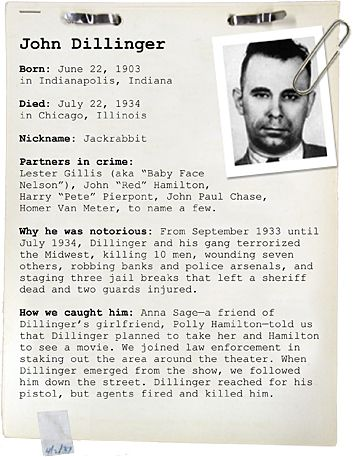 John Dillinger
Born: June 22, 1903
in Indianapolis, Indiana
Died: July 22, 1934
in Chicago, Illinois
Nickname: Jackrabbit
Partners in crime:
Lester Gillis (aka “Baby Face
Nelson”), John “Red” Hamilton,
Harry “Pete” Pierpont, John Paul Chase,
Homer Van Meter, to name a few.
Why he was notorious: From September 1933 until
July 1934, Dillinger and his gang terrorized
the Midwest, killing 10 men, wounding seven
others, robbing banks and police arsenals, and
staging three jail breaks that left a sheriff
dead and two guards injured.
How we caught him: Anna Sage—a friend of
Dillinger’s girlfriend, Polly Hamilton—told us
that Dillinger planned to take her and Hamilton
to see a movie. We joined law enforcement in
staking out the area around the theater. When
Dillinger emerged from the show, we followed
him down the street. Dillinger reached for his
pistol, but agents fired and killed him.